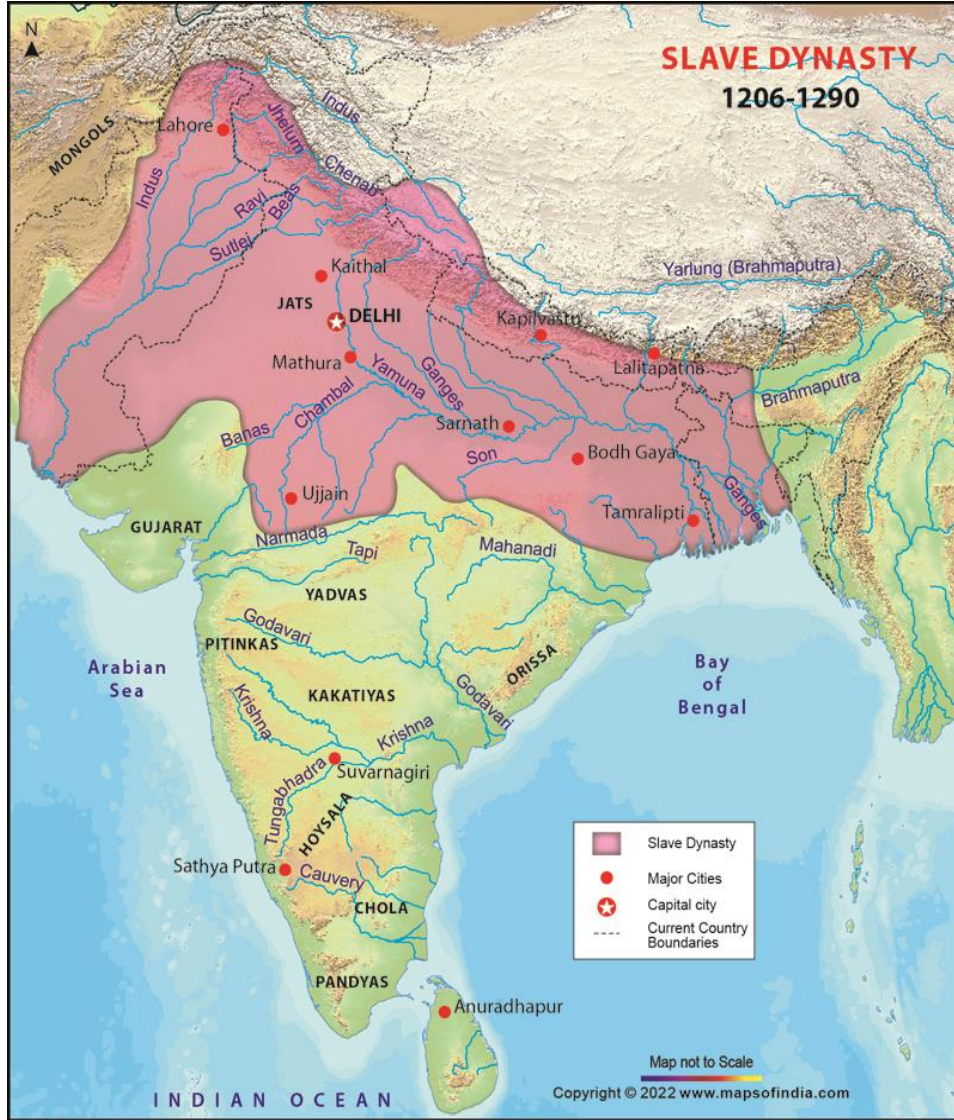 SLAVE DYNASTY
1206-1290
N
MONGOLS
Lahore
Indus
Jhelum
Indus
Chenab
Ravi
Beas
Sutlej
Kaithal
JATS
DELHI
Mathura
Yarlung (Brahmaputra)
Kapilvastu
Lalitapatna
Brahmaputra
Yamuna
Ganges
Chambal
Banas
Sarnath
Son
Bodh Gaya
Ujjain
Tamralipti
Ganges
GUJARAT
Narmada
Tapi
Mahanadi
YADVAS
Godavari
PITINKAS
ORISSA
Arabian
Sea
Bay
of
Bengal
KAKATIYAS
Godavari
Krishna
Krishna
Suvarnagiri
Tungabhadra
HOYSALA
Sathya Putra
Cauvery
CHOLA
PANDYAS
Anuradhapur
Slave Dynasty
Major Cities
Capital city
Current Country
Boundaries
Map not to Scale
Copyright © 2022 www.mapsofindia.com
INDIAN OCEAN